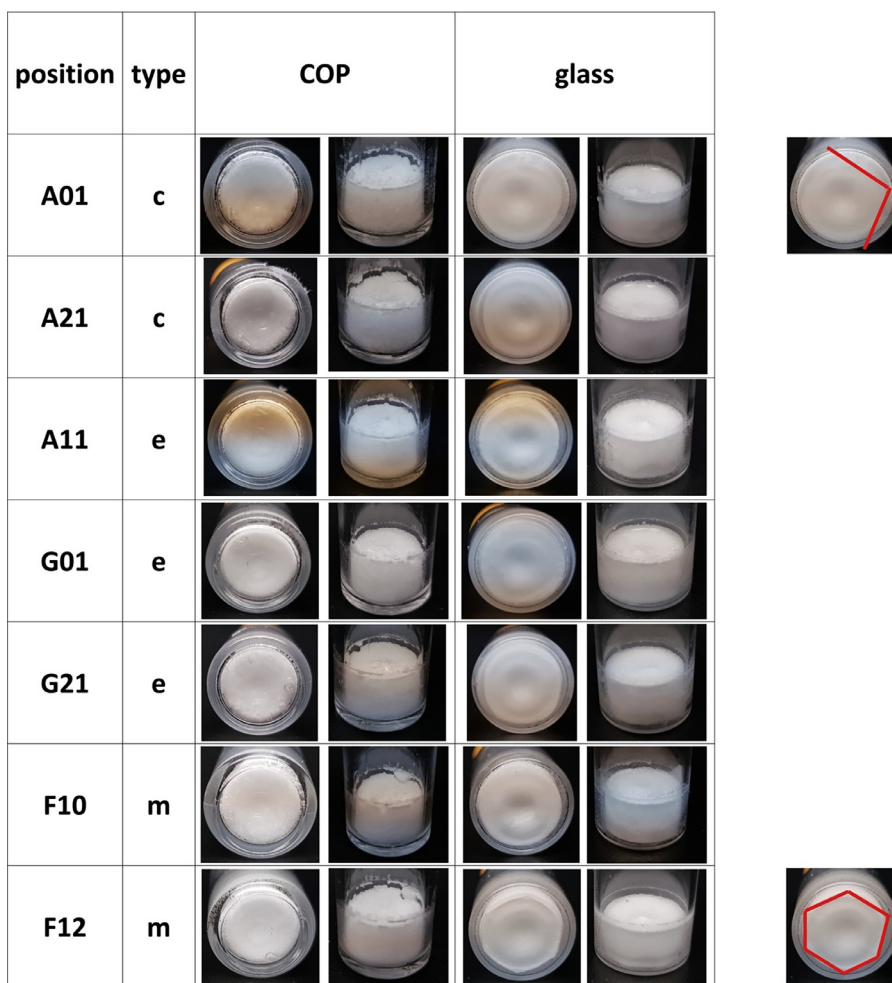 position type COP glass
A01 c
A21 c
A11 e
G01 e
G21 e
F10 m
F12 m